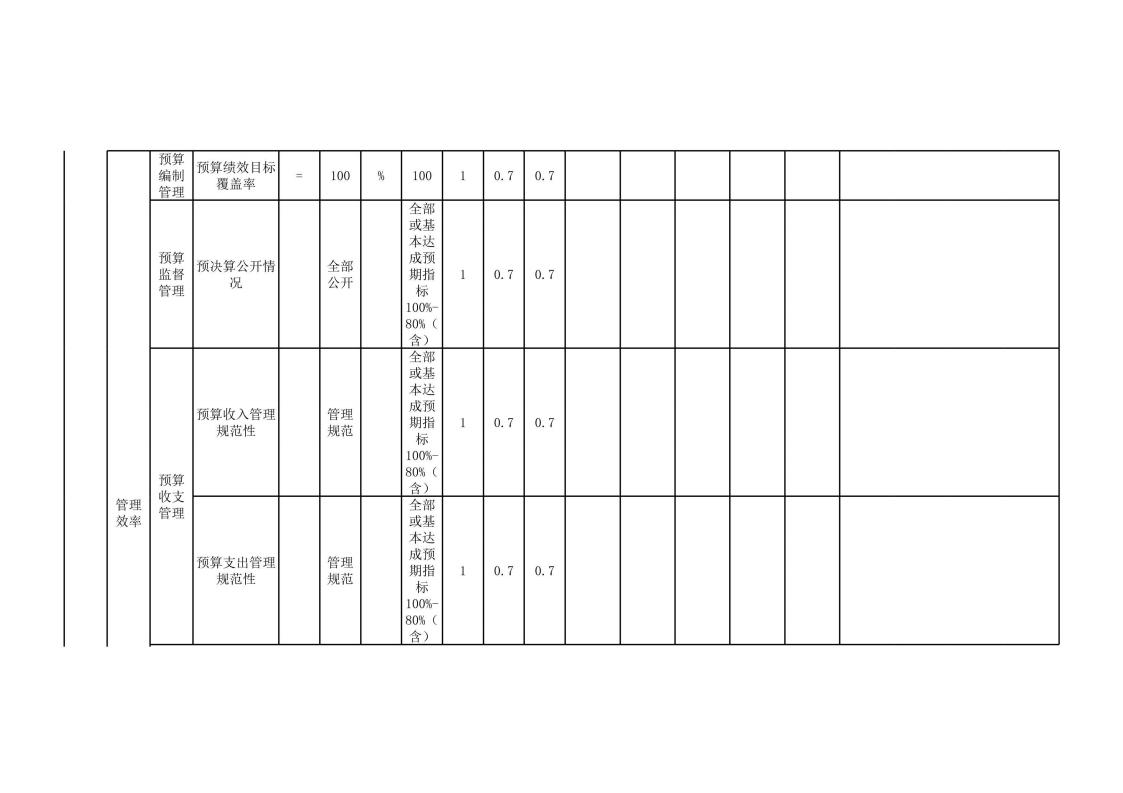 预算
编制
管理
预算绩效目标
覆盖率
=
100
%
100
1
0.7
0.7
预算
监督
管理
预决算公开情
况
全部
公开
全部
或基
本达
成预
期指
标
100%-
80%（
含）
1
0.7
0.7
管理
效率
预算
收支
管理
预算收入管理
规范性
管理
规范
全部
或基
本达
成预
期指
标
100%-
80%（
含）
1
0.7
0.7
预算支出管理
规范性
管理
规范
全部
或基
本达
成预
期指
标
100%-
80%（
含）
1
0.7
0.7